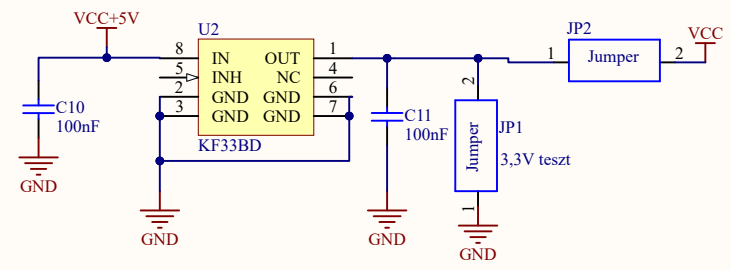 VCC+5V
U2
JP2
VCC
8 IN OUT 1
1 Jumper 2
5 INH NC 4
2 GND GND 6
3 GND GND 7
C10
100nF
C11
100nF
2
Jumper
1
JP1
3,3V teszt
KF33BD
GND
GND
GND
GND